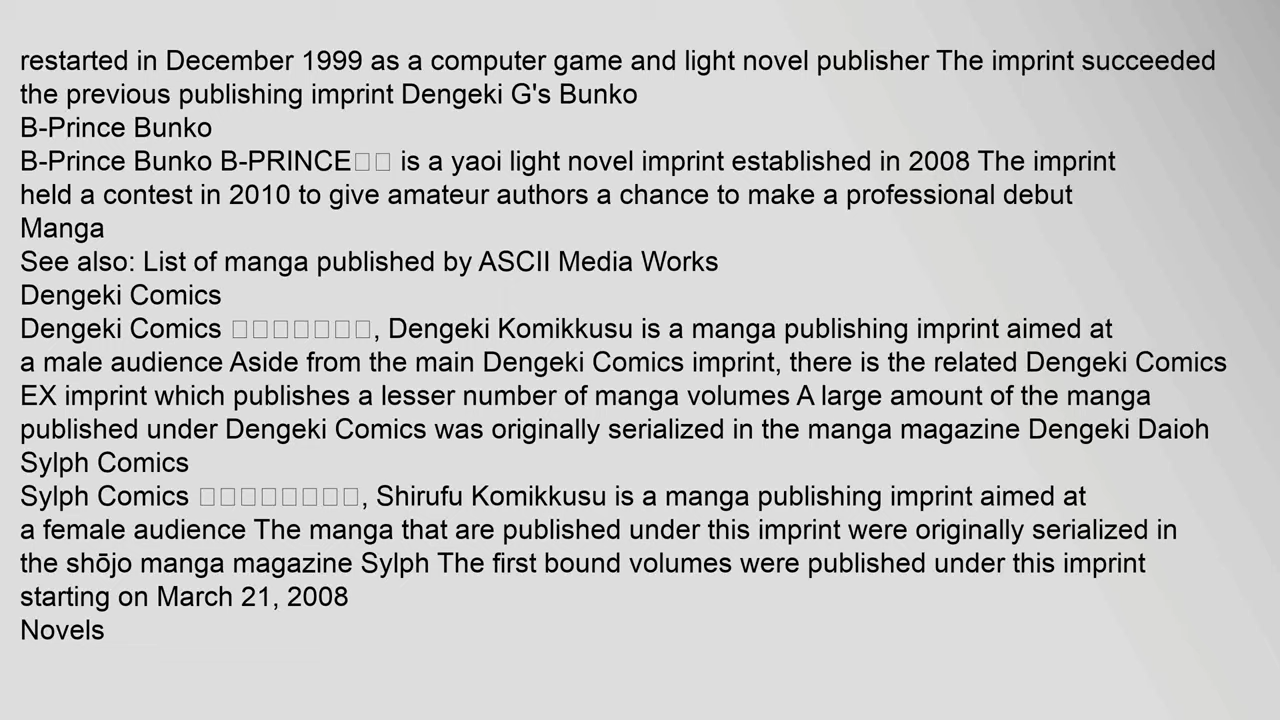 restarted in December 1999 as a computer game and light novel publisher The imprint succeeded
the previous publishing imprint Dengeki G's Bunko
B-Prince Bunko
B-Prince Bunko B-PRINCE□□ is a yaoi light novel imprint established in 2008 The imprint
held a contest in 2010 to give amateur authors a chance to make a professional debut
Manga
See also: List of manga published by ASCII Media Works
Dengeki Comics
Dengeki Comics □□□□□□□, Dengeki Komikkusu is a manga publishing imprint aimed at
a male audience Aside from the main Dengeki Comics imprint, there is the related Dengeki Comics
EX imprint which publishes a lesser number of manga volumes A large amount of the manga
published under Dengeki Comics was originally serialized in the manga magazine Dengeki Daioh
Sylph Comics
Sylph Comics □□□□□□□□, Shirufu Komikkusu is a manga publishing imprint aimed at
a female audience The manga that are published under this imprint were originally serialized in
the shōjo manga magazine Sylph The first bound volumes were published under this imprint
starting on March 21, 2008
Novels